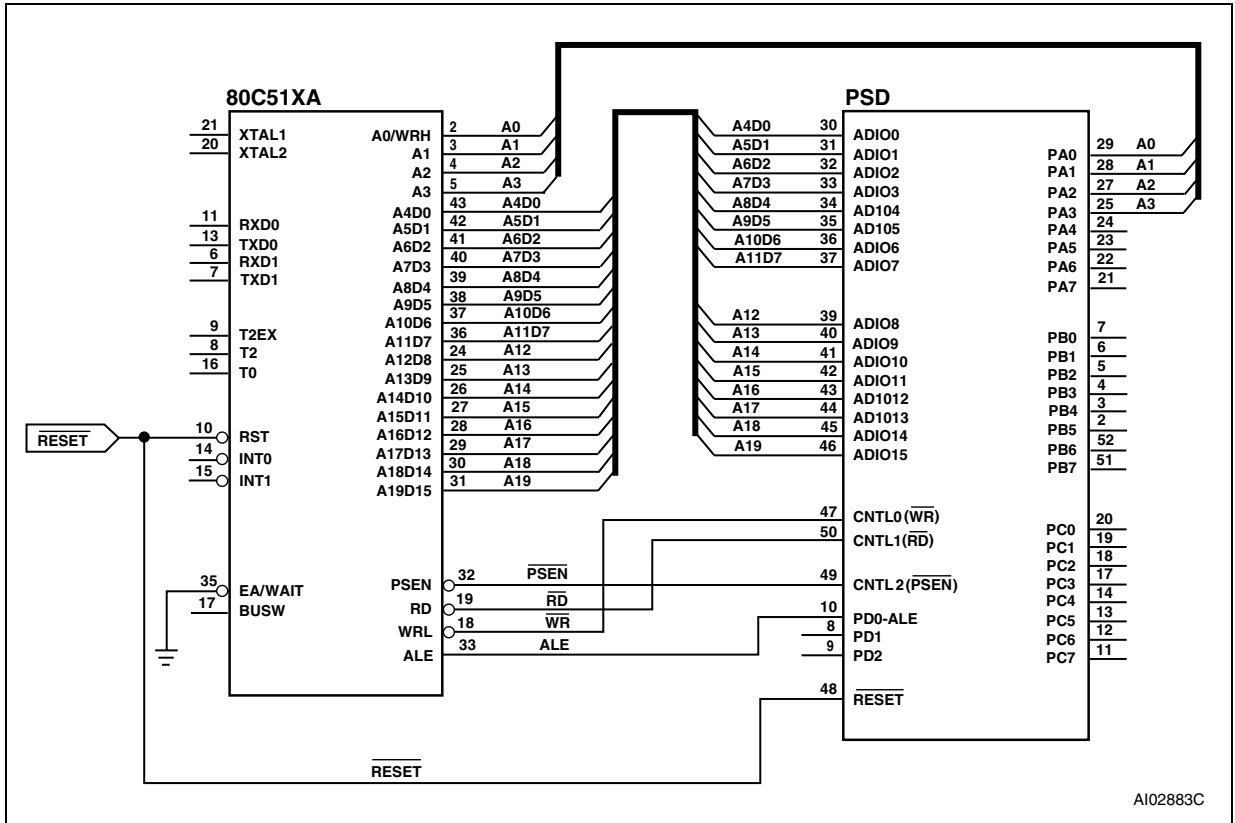 80C51XA
PSD
21 XTAL1
20 XTAL2
11 RXD0
13 TXD0
6 RXD1
7 TXD1
9 T2EX
8 T2
16 T0
RESET
10 RST
14 INT0
15 INT1
35 EA/WAIT
17 BUSW
A0/WRH 2 A0
A1 3 A1
A2 4 A2
A3 5 A3
A4D0 43 A4D0
A5D1 42 A5D1
A6D2 41 A6D2
A7D3 40 A7D3
A8D4 39 A8D4
A9D5 38 A9D5
A10D6 37 A10D6
A11D7 36 A11D7
A12D8 24 A12
A13D9 25 A13
A14D10 26 A14
A15D11 27 A15
A16D12 28 A16
A17D13 29 A17
A18D14 30 A18
A19D15 31 A19
PSEN 32 PSEN
RD 19 RD
WRL 18 WR
ALE 33 ALE
A4D0 30 ADIO0
A5D1 31 ADIO1
A6D2 32 ADIO2
A7D3 33 ADIO3
A8D4 34 AD104
A9D5 35 AD105
A10D6 36 ADIO6
A11D7 37 ADIO7
A12 39 ADIO8
A13 40 ADIO9
A14 41 ADIO10
A15 42 ADIO11
A16 43 AD1012
A17 44 AD1013
A18 45 ADIO14
A19 46 ADIO15
47 CNTL0(WR)
50 CNTL1(RD)
49 CNTL2(PSEN)
10 PD0-ALE
8 PD1
9 PD2
48 RESET
PA0 29 A0
PA1 28 A1
PA2 27 A2
PA3 25 A3
PA4 24
PA5 23
PA6 22
PA7 21
PB0 7
PB1 6
PB2 5
PB3 4
PB4 3
PB5 2
PB6 52
PB7 51
PC0 20
PC1 19
PC2 18
PC3 17
PC4 14
PC5 13
PC6 12
PC7 11
RESET
AI02883C